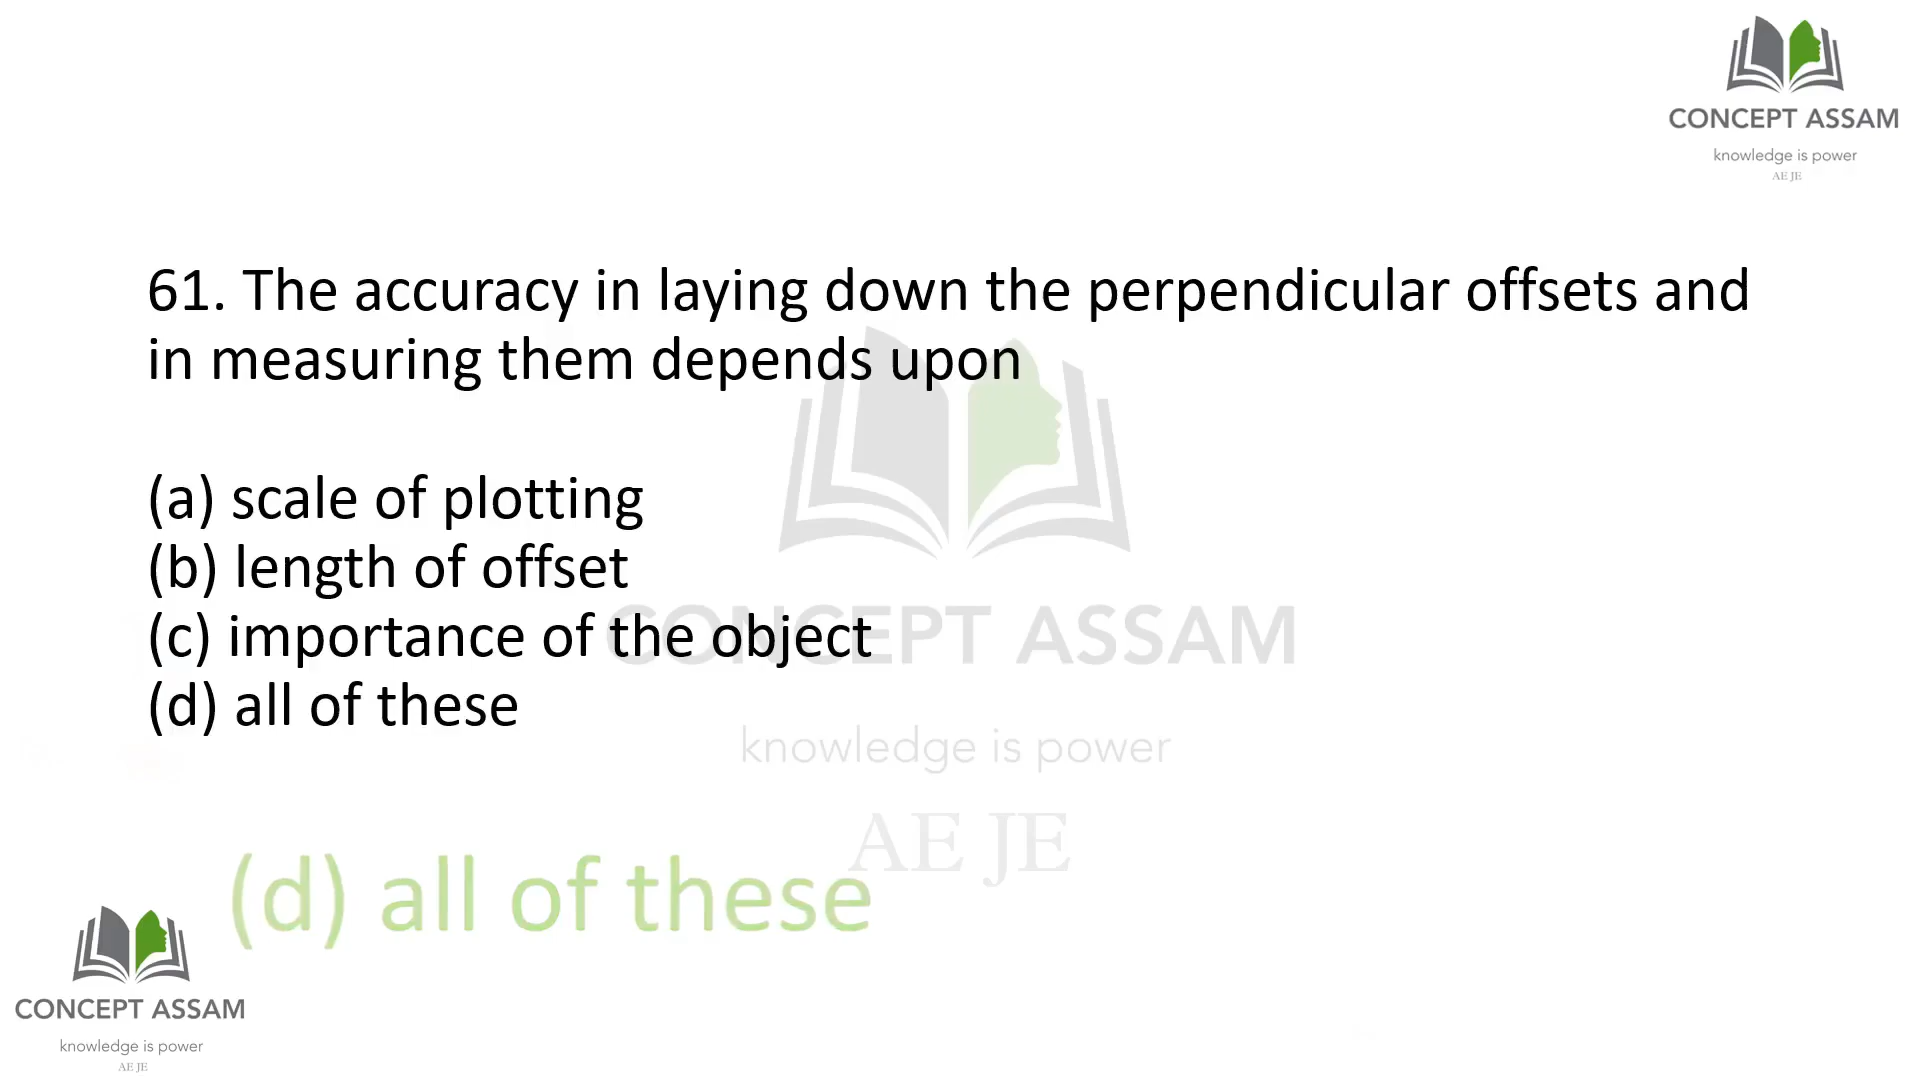 CONCEPT ASSAM
knowledge is power
AE JE
61. The accuracy in laying down the perpendicular offsets and
in measuring them depends upon
(a) scale of plotting
(b) length of offset
(c) importance of the object
(d) all of these
CONCEPT ASSAM
knowledge is power
AE JE
(d) all of these
CONCEPT ASSAM
knowledge is power
AE JE